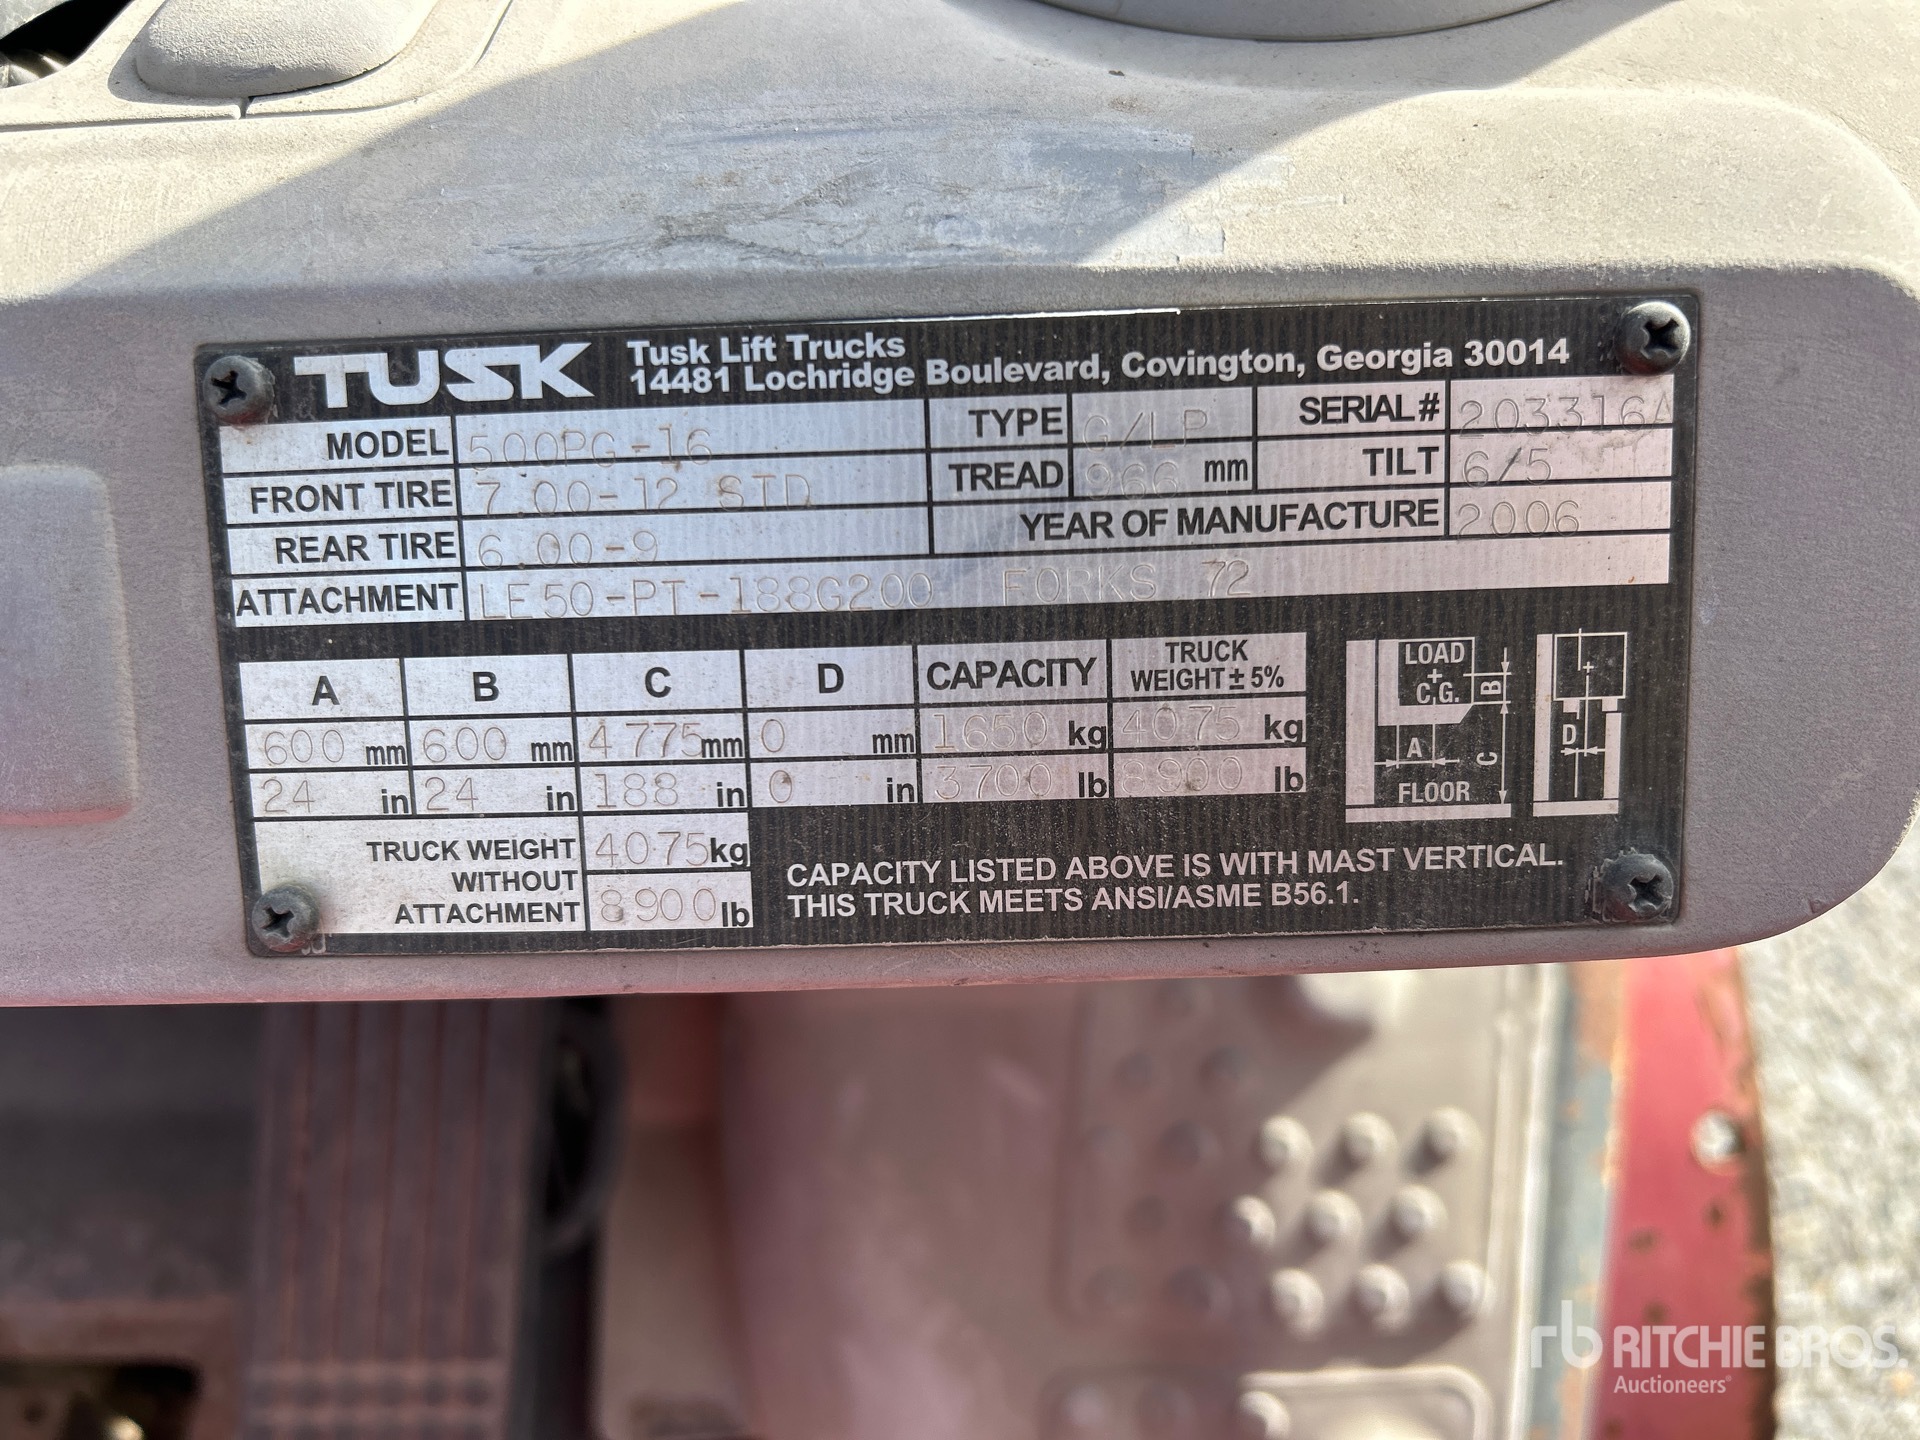 TUSK Tusk Lift Trucks
14481 Lochridge Boulevard, Covington, Georgia 30014
MODEL 500PG-16 TYPE G/LP SERIAL# 203316A
FRONT TIRE 7.00-12 STD TREAD 966 mm TILT 6/5
REAR TIRE 6.00-9 YEAR OF MANUFACTURE 2006
ATTACHMENT LF50-PT-188G200 FORKS 72
A B C D CAPACITY TRUCK WEIGHT ± 5%
600 mm 600 mm 4775 mm 0 mm 1650 kg 4075 kg
24 in 24 in 188 in 0 in 3700 lb 8900 lb
TRUCK WEIGHT WITHOUT ATTACHMENT 4075 kg
8900 lb
LOAD
+
C.G.
B
A
C
FLOOR
D
CAPACITY LISTED ABOVE IS WITH MAST VERTICAL.
THIS TRUCK MEETS ANSI/ASME B56.1.
rb RITCHIE BROS.
Auctioneers